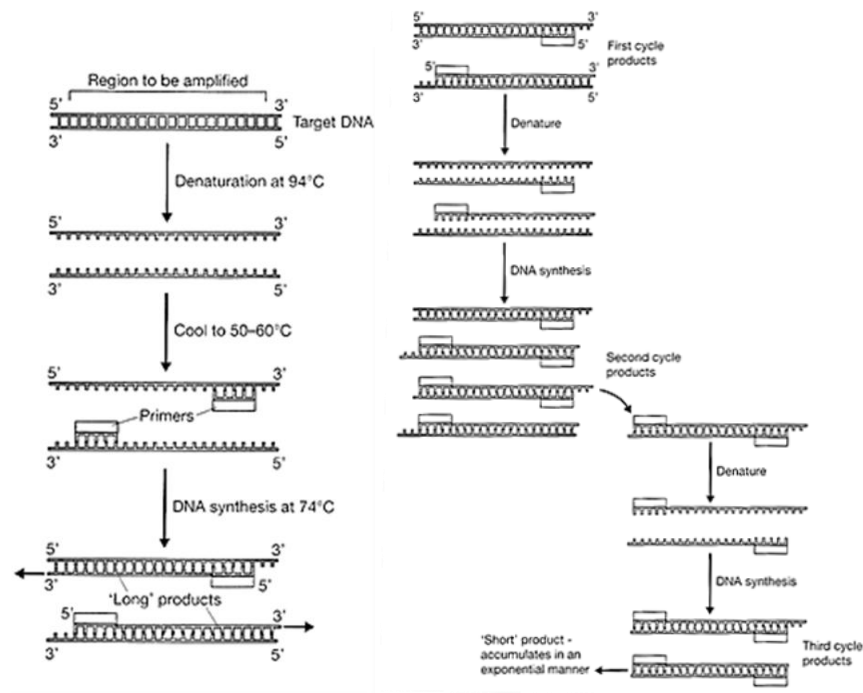 Region to be amplified
5' 3'
Target DNA
3' 5'
Denaturation at 94°C
5' 3'
3' 5'
Cool to 50–60°C
5' 3'
Primers
3' 5'
DNA synthesis at 74°C
5' 3'
3' 5'
'Long' products
5' 3'
3' 5'
5' 3'
3' 5'
First cycle
products
5' 3'
3' 5'
Denature
DNA synthesis
Second cycle
products
Denature
DNA synthesis
Third cycle
products
'Short' product -
accumulates in an
exponential manner